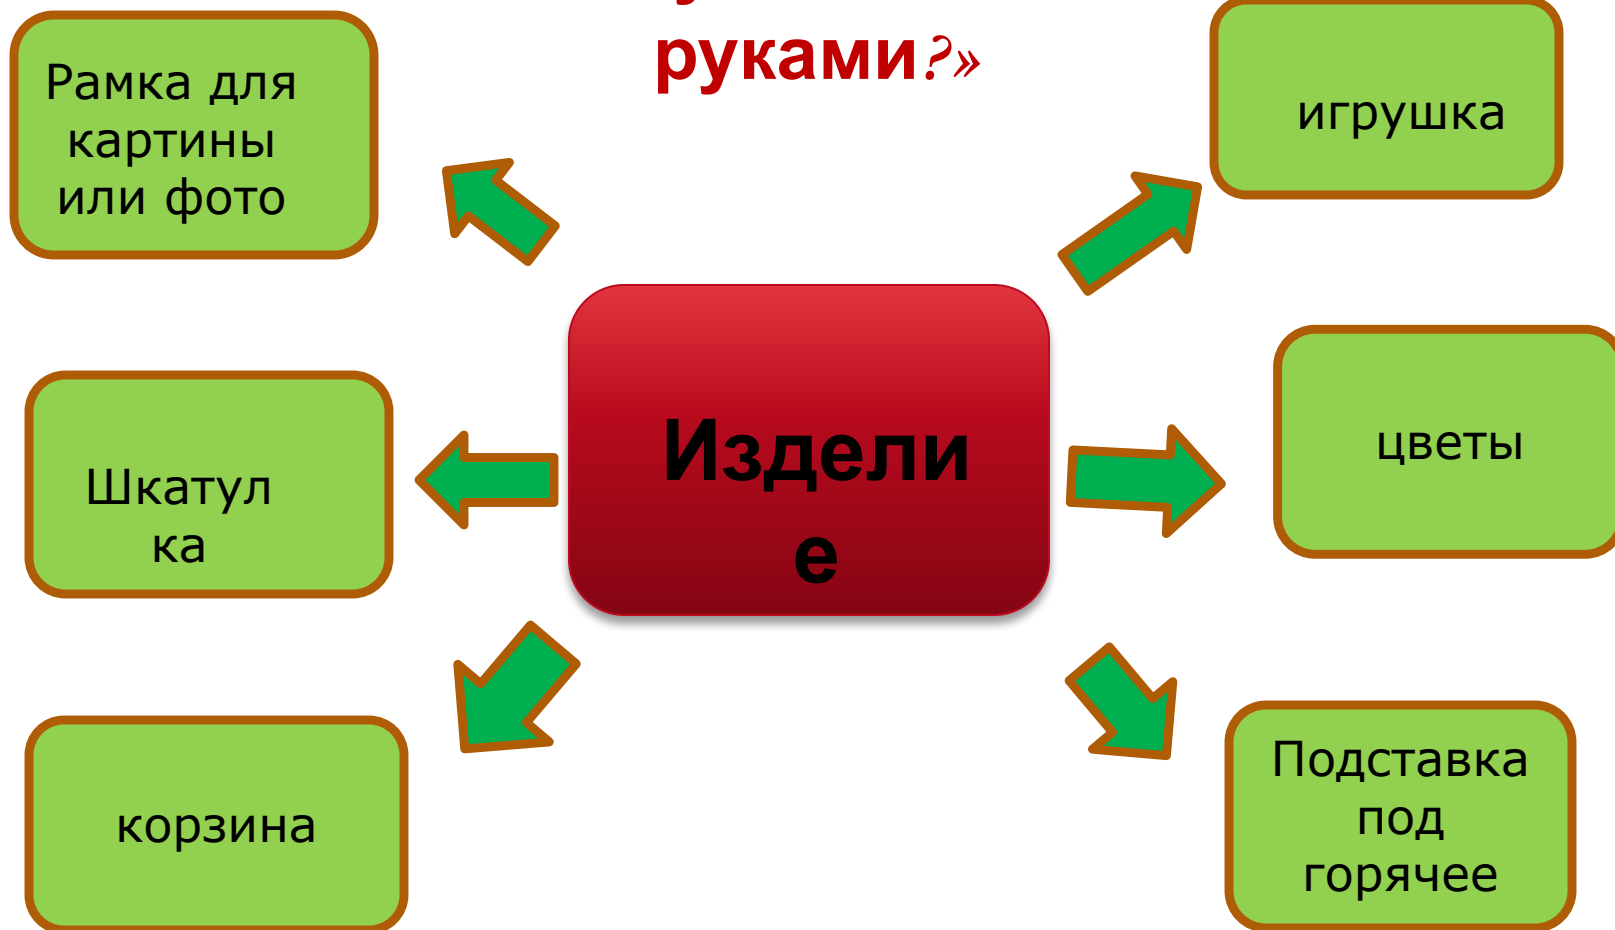 руками?»
Рамка для
картины
или фото
игрушка
Издели
е
Шкатул
ка
цветы
корзина
Подставка
под
горячее